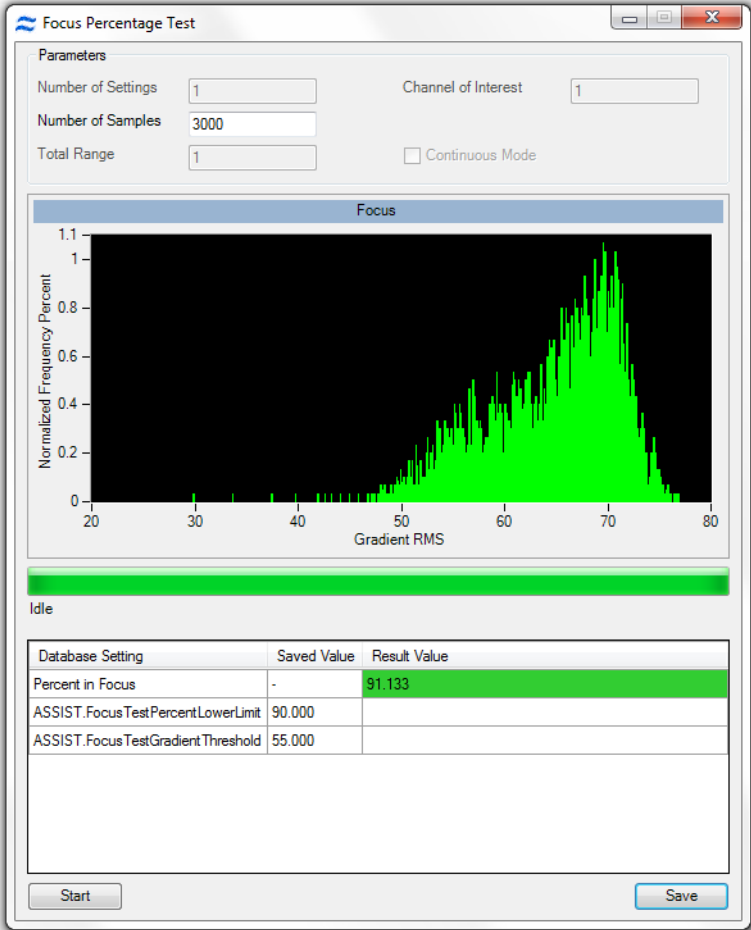 Focus Percentage Test
Parameters
Number of Settings 1 Channel of Interest 1
Number of Samples 3000
Total Range 1 Continuous Mode
Focus
1.1
1
0.8
0.6
0.4
0.2
0
Normalized Frequency Percent
20 30 40 50 60 70 80
Gradient RMS
Idle
Database Setting Saved Value Result Value
Percent in Focus - 91.133
ASSIST.FocusTestPercentLowerLimit 90.000
ASSIST.FocusTestGradientThreshold 55.000
Start Save